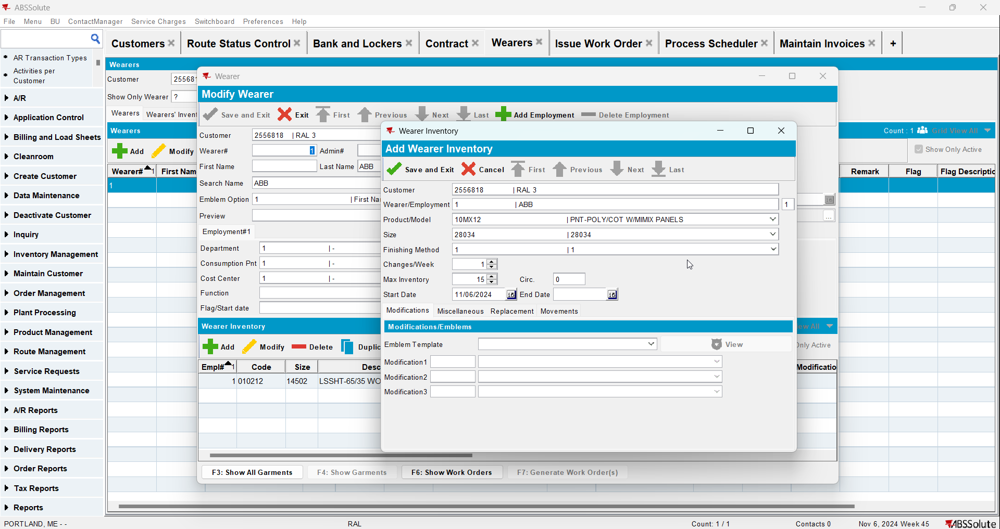 ABSSolute
File Menu BU ContactManager Service Charges Switchboard Preferences Help
Customers Route Status Control Bank and Lockers Contract Wearers Issue Work Order Process Scheduler Maintain Invoices +
AR Transaction Types
Activities per
Customer
A/R
Application Control
Billing and Load Sheets
Cleanroom
Create Customer
Data Maintenance
Deactivate Customer
Inquiry
Inventory Management
Maintain Customer
Order Management
Plant Processing
Product Management
Route Management
Service Requests
System Maintenance
A/R Reports
Billing Reports
Delivery Reports
Order Reports
Tax Reports
Reports
Wearers
Customer 25568
Show Only Wearer ?
Wearers Wearers' Invent
Wearers
Count : 1 Grid View All
Add Modify
Show Only Active
Wearer# 1 First Nam
Remark Flag Flag Descriptio
1
Wearer
Modify Wearer
Save and Exit Exit First Previous Next Last Add Employment Delete Employment
Customer 2556818 | RAL 3
Wearer# 1 Admin#
First Name Last Name ABB
Search Name ABB
Emblem Option 1 | First Na
16
Preview
...
Employment#1
Department 1 | -
Consumption Pnt 1 | -
Cost Center 1 | -
Function
Flag/Start date
Wearer Inventory
ew All
Add Modify Delete Duplic
Only Active
Empl# 1 Code Size Desc
Modificatio
1 010212 14502 LSSHT-65/35 WO
F3: Show All Garments F4: Show Garments F6: Show Work Orders F7: Generate Work Order(s)
Wearer Inventory
Add Wearer Inventory
Save and Exit Cancel First Previous Next Last
Customer 2556818 | RAL 3
Wearer/Employment 1 | ABB 1
Product/Model 10MX12 | PNT-POLY/COT W/MIMIX PANELS
Size 28034 | 28034
Finishing Method 1 | 1
Changes/Week 1
Max Inventory 15 Circ. 0
Start Date 11/06/2024 16 End Date 16
Modifications Miscellaneous Replacement Movements
Modifications/Emblems
Emblem Template View
Modification1
Modification2
Modification3
PORTLAND, ME - - RAL Count: 1 / 1 Contacts 0 Nov 6, 2024 Week 45 ABSSolute